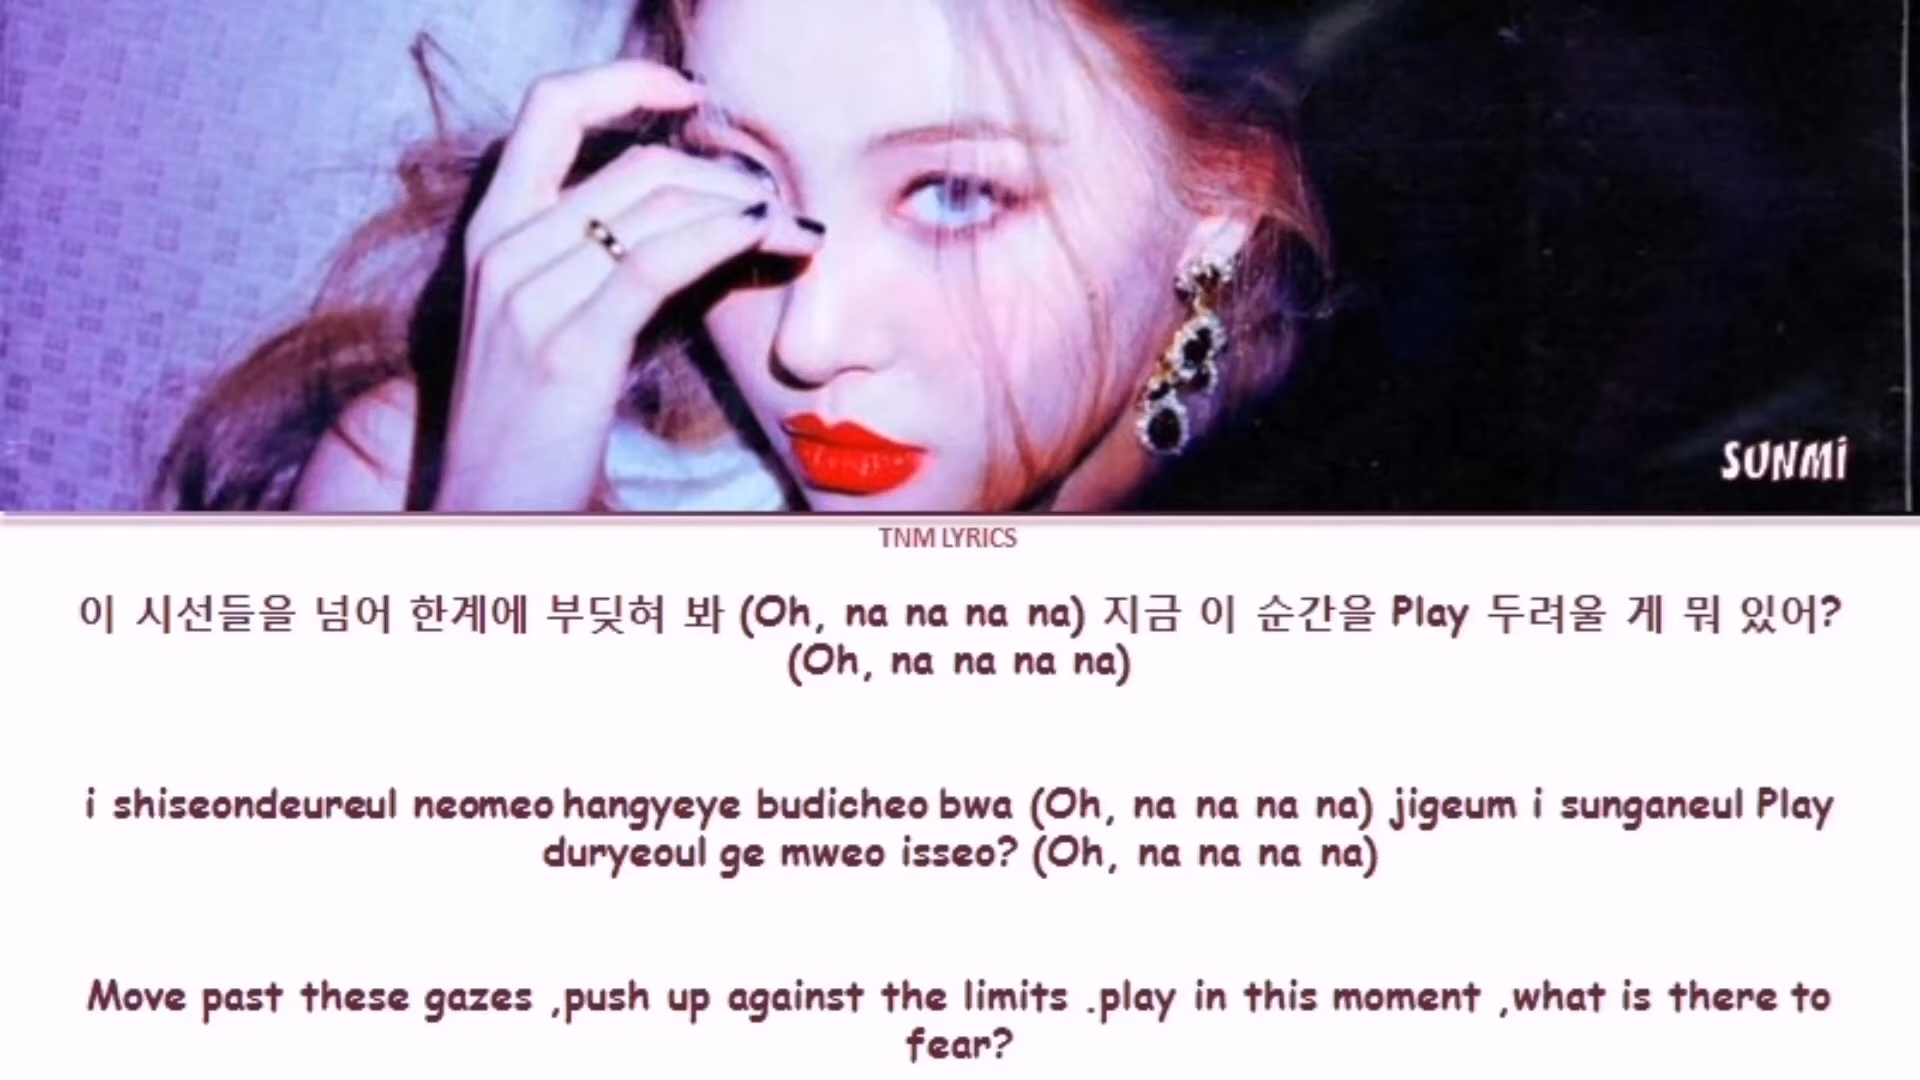 SUNMi
TNM LYRICS
이 시선들을 넘어 한계에 부딪혀 봐 (Oh, na na na na) 지금 이 순간을 Play 두려울 게 뭐 있어?
(Oh, na na na na)
i shiseondeureul neomeo hangyeye budicheo bwa (Oh, na na na na) jigeum i sunganeul Play
duryeoul ge mweo isseo? (Oh, na na na na)
Move past these gazes ,push up against the limits .play in this moment ,what is there to
fear?